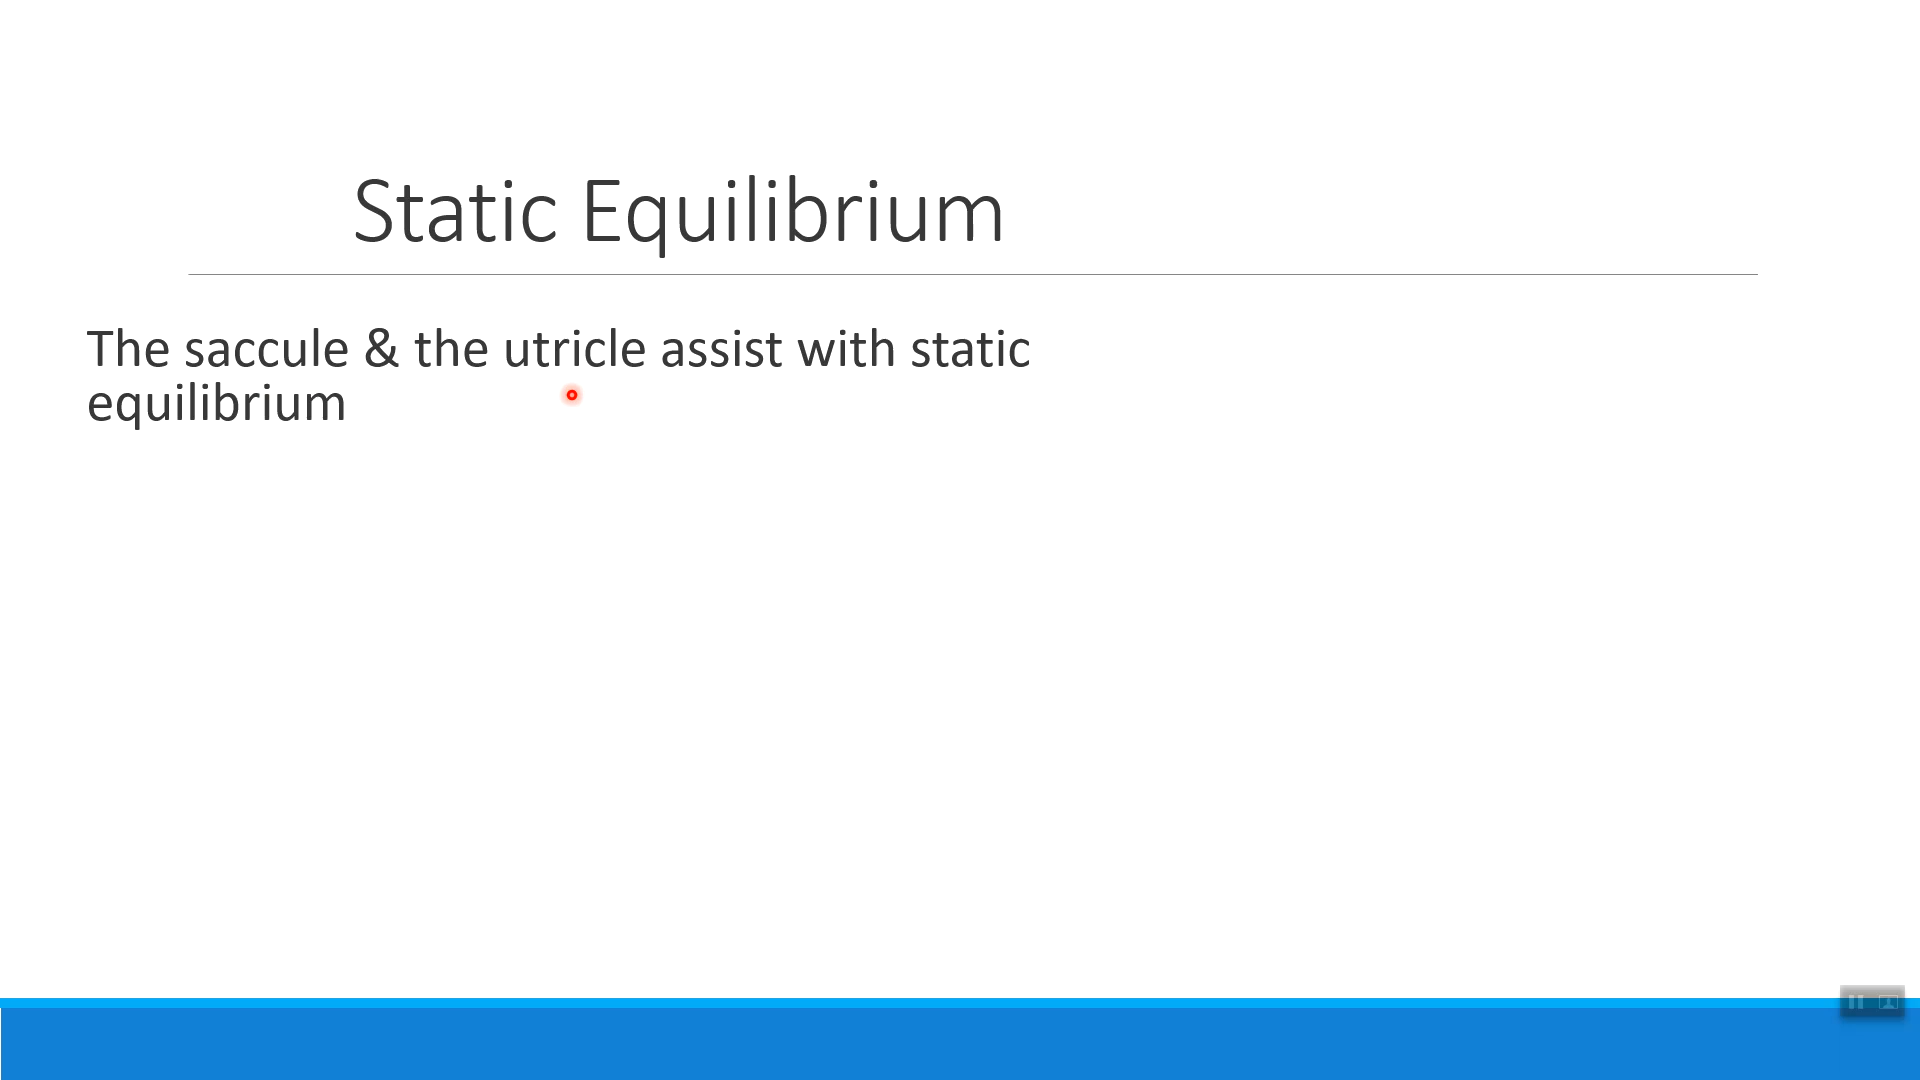 Static Equilibrium
The saccule & the utricle assist with static
equilibrium